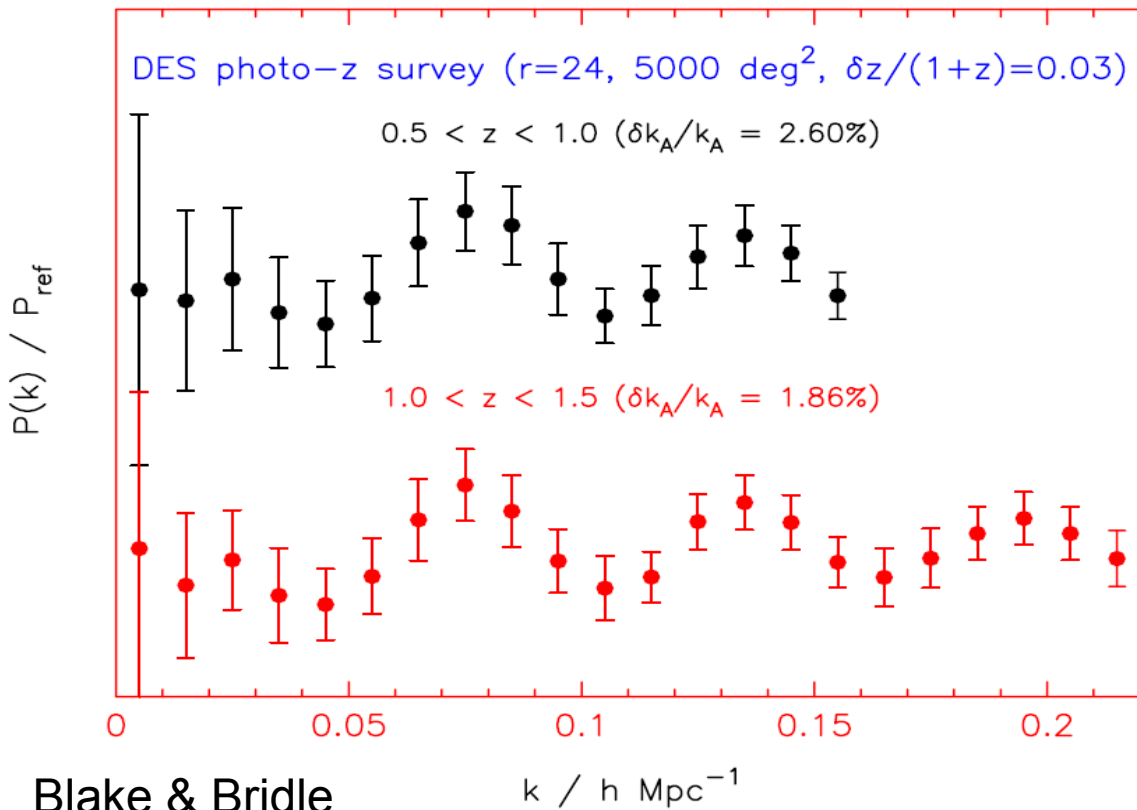 DES photo-z survey (r=24, 5000 deg², δz/(1+z)=0.03)
0.5 < z < 1.0 (δk_A/k_A = 2.60%)
P(k) / P_ref
1.0 < z < 1.5 (δk_A/k_A = 1.86%)
0 0.05 0.1 0.15 0.2
k / h Mpc⁻¹
Blake & Bridle